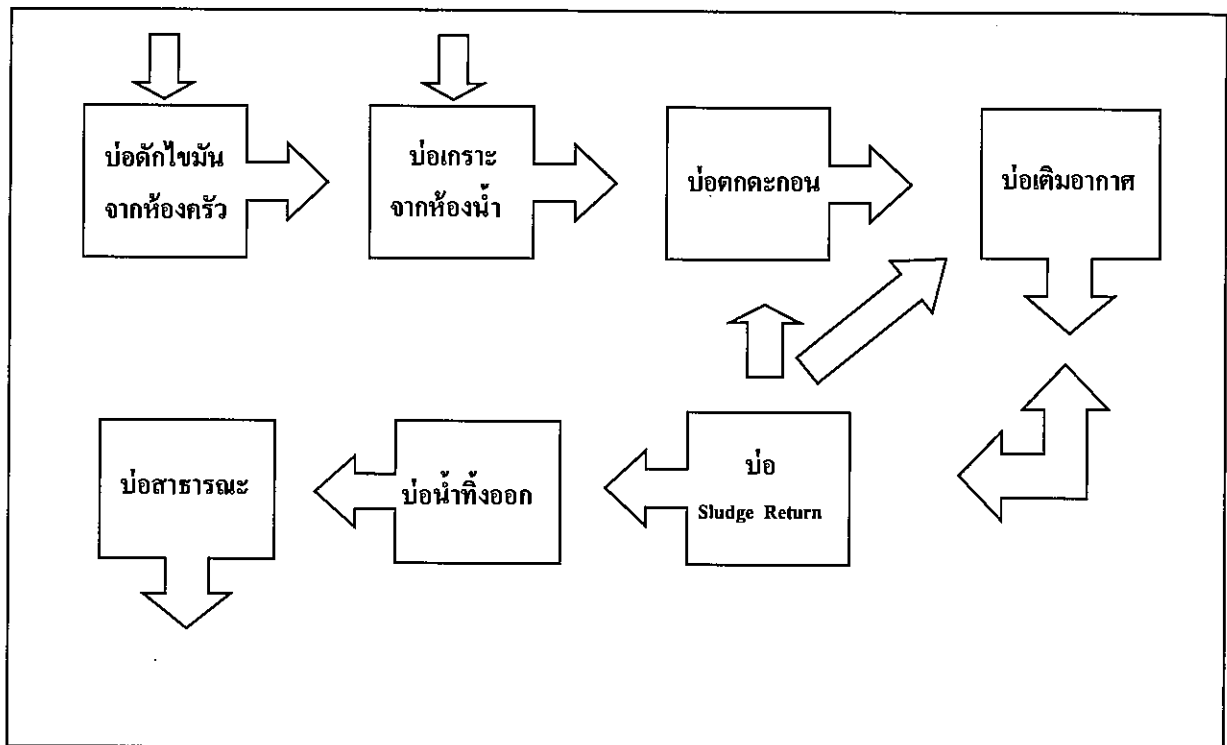 บ่อดักไขมัน
จากห้องครัว
บ่อเกราะ
จากห้องน้ำ
บ่อตกตะกอน
บ่อเติมอากาศ
บ่อสาธารณะ
บ่อน้ำทิ้งออก
บ่อ
Sludge Return